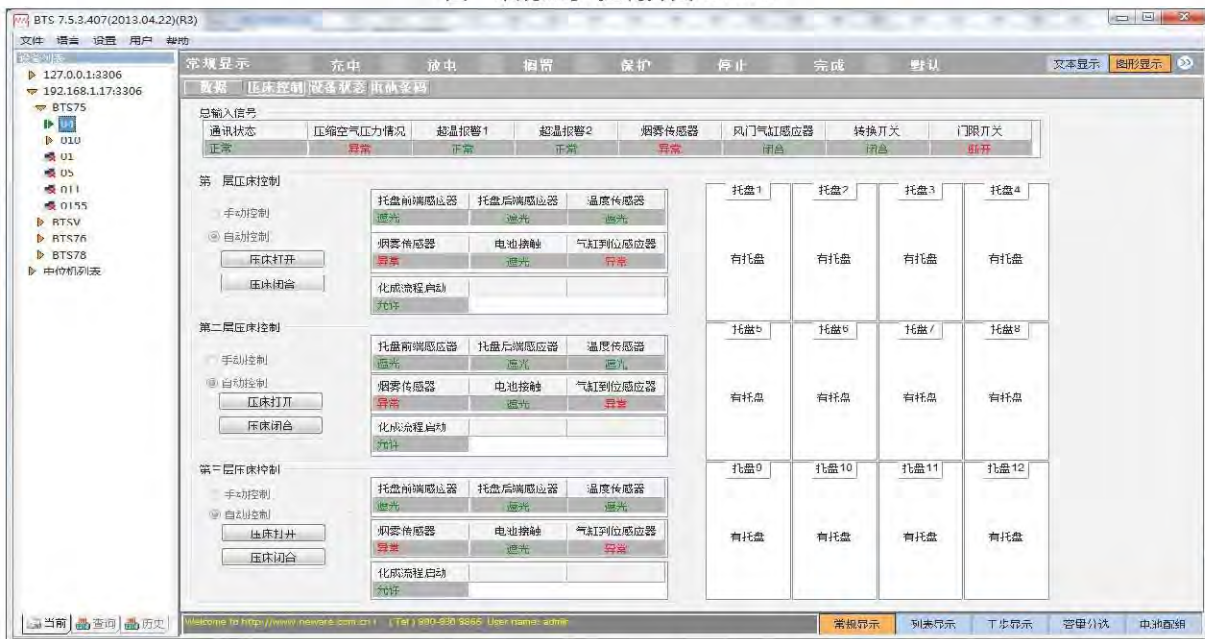 BTS 7.5.3.407(2013.04.22)(R3)
文件 语言 设置 用户 帮助
设备列表
127.0.0.1:3306
192.168.1.17:3306
BTS75
010
01
05
011
0155
BTSV
BTS76
BTS78
中位机列表
常规显示 充电 放电 搁置 保护 停止 完成 默认 文本显示 图形显示
数据 压床控制 设备状态 电池条码
总输入信号
通讯状态 压缩空气压力情况 超温报警1 超温报警2 烟雾传感器 风门气缸感应器 转换开关 门限开关
正常 异常 正常 正常 异常 闭合 闭合 断开
第一层压床控制
手动控制
自动控制
压床打开
压床闭合
托盘前端感应器 托盘后端感应器 温度传感器
遮光 遮光 遮光
烟雾传感器 电池接触 气缸到位感应器
异常 遮光 异常
化成流程启动
允许
第二层压床控制
手动控制
自动控制
压床打开
压床闭合
托盘前端感应器 托盘后端感应器 温度传感器
遮光 遮光 遮光
烟雾传感器 电池接触 气缸到位感应器
异常 遮光 异常
化成流程启动
允许
第三层压床控制
手动控制
自动控制
压床打开
压床闭合
托盘前端感应器 托盘后端感应器 温度传感器
遮光 遮光 遮光
烟雾传感器 电池接触 气缸到位感应器
异常 遮光 异常
化成流程启动
允许
托盘1 托盘2 托盘3 托盘4
有托盘 有托盘 有托盘 有托盘
托盘5 托盘6 托盘7 托盘8
有托盘 有托盘 有托盘 有托盘
托盘9 托盘10 托盘11 托盘12
有托盘 有托盘 有托盘 有托盘
当前 查询 历史
Welcome to http://www.neware.com.cn ! (Tel) 800-830-8866 User name: admin
常规显示 列表显示 工步显示 容量分选 电池配组